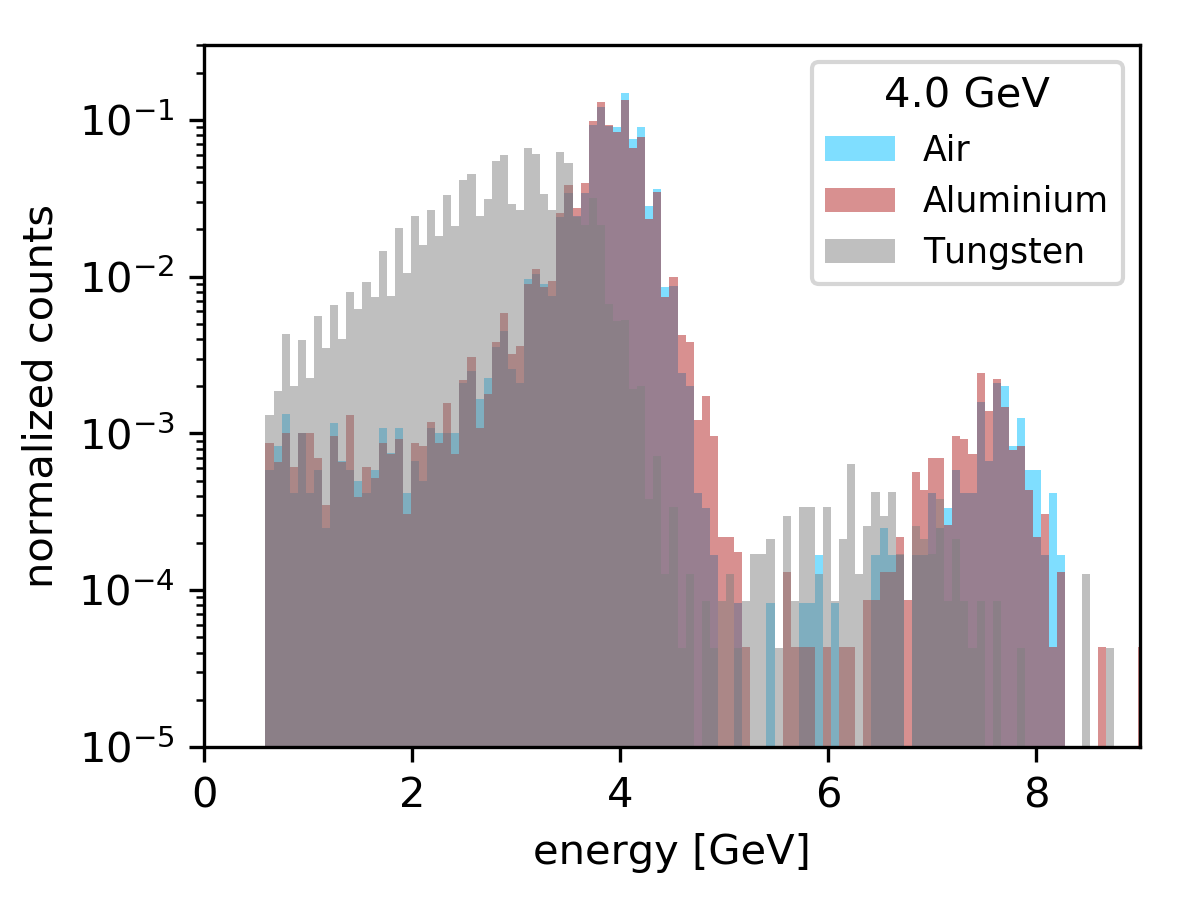 4.0 GeV
Air
Aluminium
Tungsten
normalized counts
10⁻¹
10⁻²
10⁻³
10⁻⁴
10⁻⁵
0 2 4 6 8
energy [GeV]